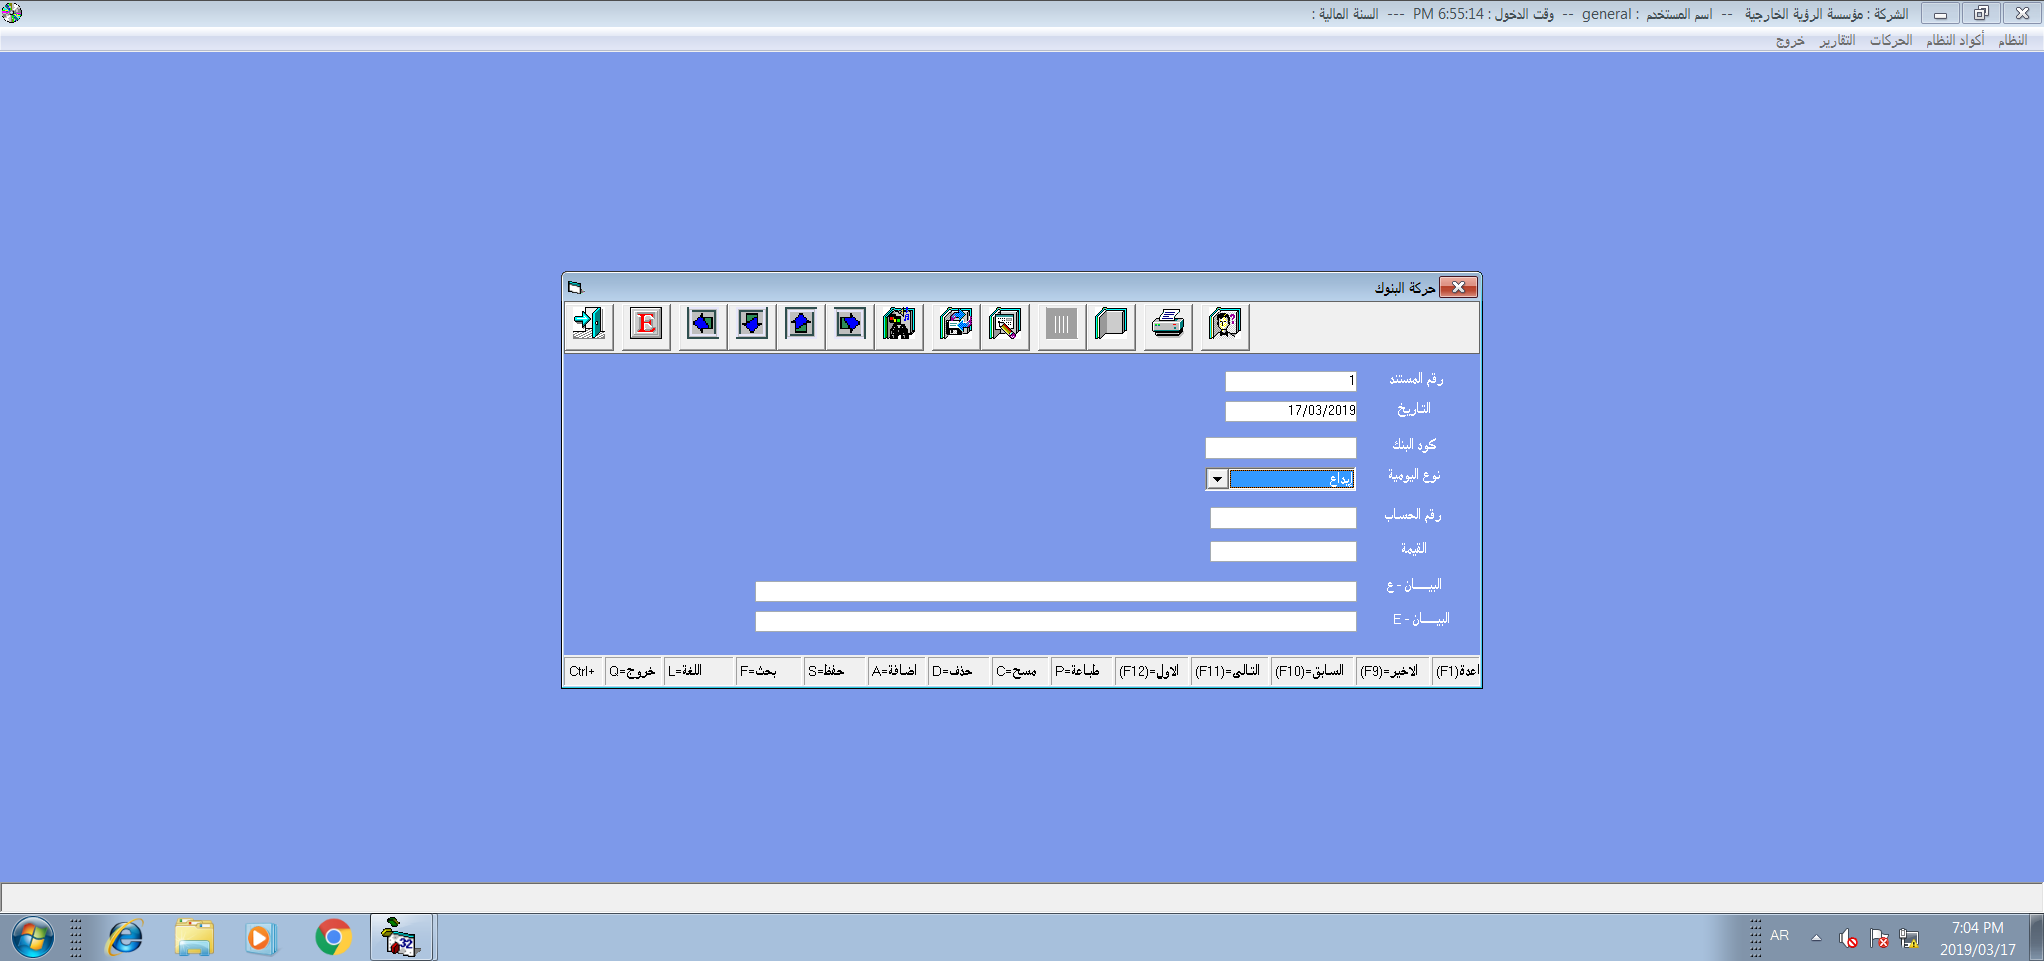 الشركة : مؤسسة الرؤية الخارجية -- اسم المستخدم : general -- وقت الدخول : 6:55:14 PM --- السنة المالية :
النظام أكواد النظام الحركات التقارير خروج
حركة البنوك
E
رقم المستند 1
التاريخ 17/03/2019
كود البنك
نوع اليومية إيداع
رقم الحساب
القيمة
البيـــان - ع
البيـــان - E
Ctrl+ Q=خروج L=اللغة F=بحث S=حفظ A=اضافة D=حذف C=مسح P=طباعة (F12)=الاول (F11)=التالى (F10)=السابق (F9)=الاخير (F1)اعدة
32
AR
7:04 PM
2019/03/17